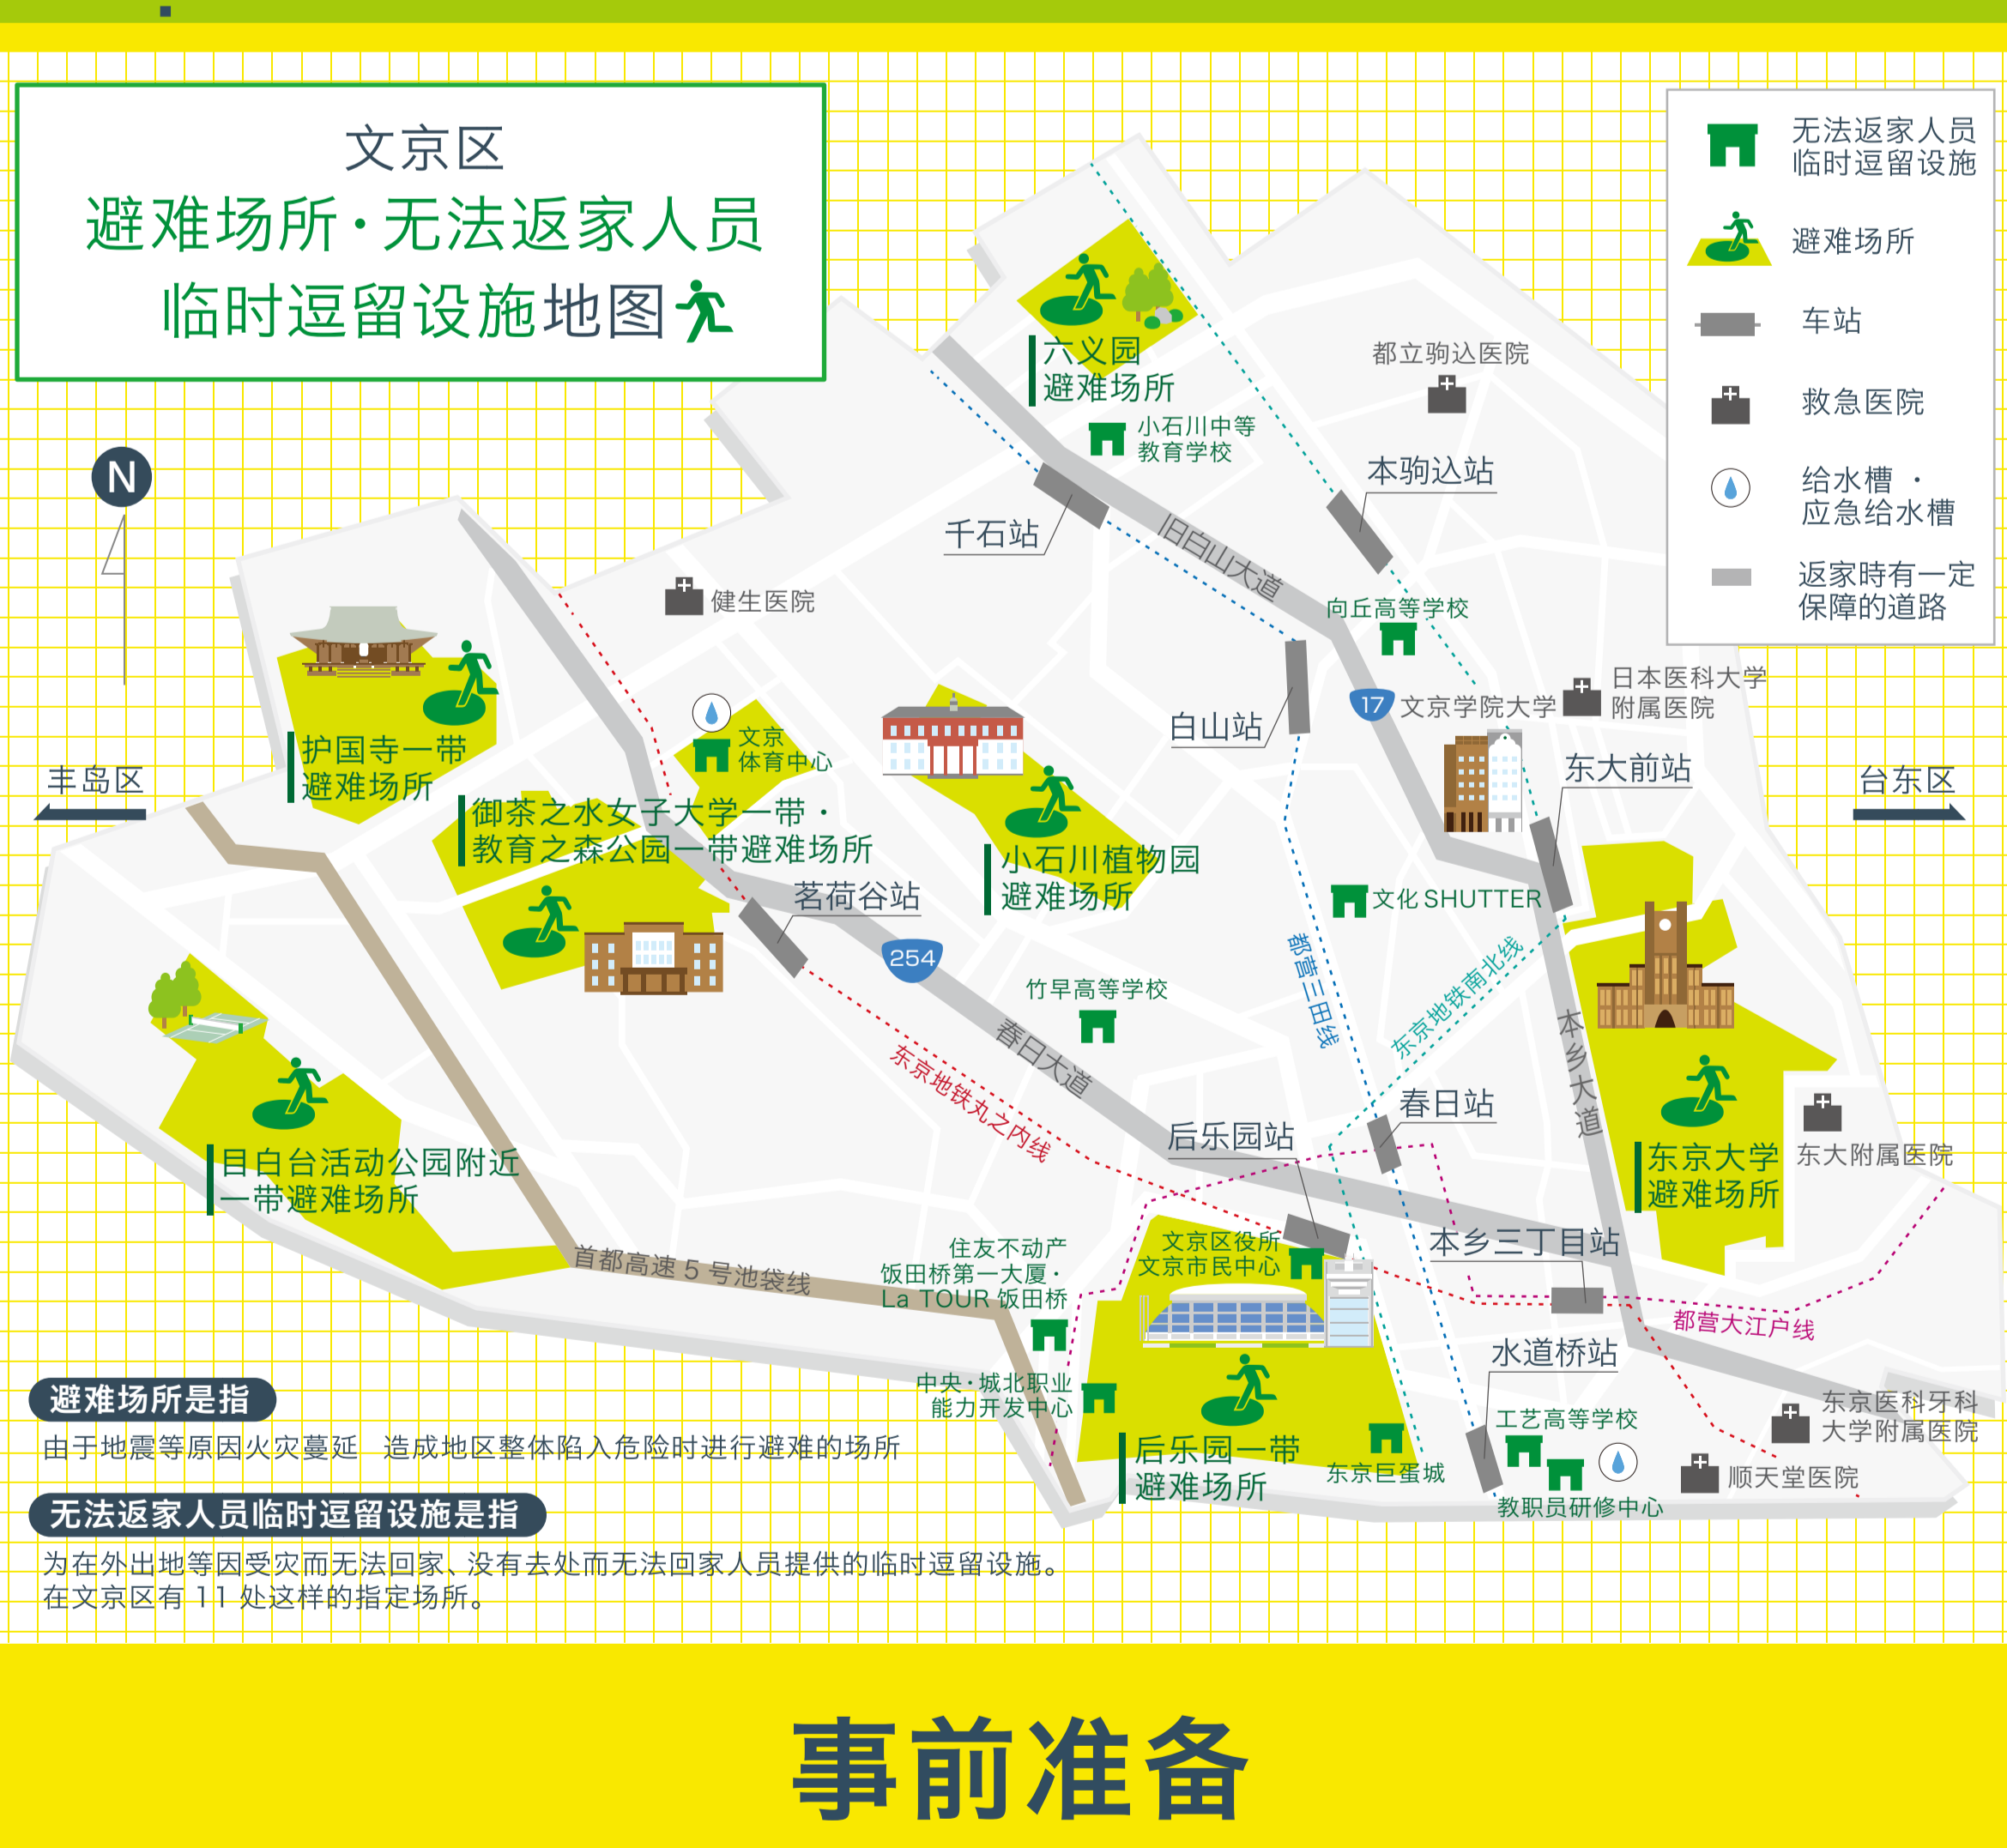 文京区
避难场所·无法返家人员
临时逗留设施地图
无法返家人员
临时逗留设施
避难场所
车站
救急医院
给水槽 ·
应急给水槽
返家時有一定
保障的道路
N
丰岛区
台东区
六义园
避难场所
小石川中等
教育学校
都立驹込医院
本驹込站
千石站
旧白山大道
健生医院
向丘高等学校
17
文京学院大学
日本医科大学
附属医院
白山站
东大前站
护国寺一带
避难场所
文京
体育中心
御茶之水女子大学一带·
教育之森公园一带避难场所
小石川植物园
避难场所
茗荷谷站
254
文化 SHUTTER
都营三田线
东京地铁南北线
竹早高等学校
春日大道
东京地铁丸之内线
本乡大道
春日站
后乐园站
东大附属医院
东京大学
避难场所
目白台活动公园附近
一带避难场所
首都高速 5 号池袋线
住友不动产
饭田桥第一大厦·
La TOUR 饭田桥
文京区役所
文京市民中心
本乡三丁目站
都营大江户线
水道桥站
中央·城北职业
能力开发中心
后乐园一带
避难场所
东京巨蛋城
工艺高等学校
教职员研修中心
顺天堂医院
东京医科牙科
大学附属医院
避难场所是指
由于地震等原因火灾蔓延 造成地区整体陷入危险时进行避难的场所
无法返家人员临时逗留设施是指
为在外出地等因受灾而无法回家、没有去处而无法回家人员提供的临时逗留设施。
在文京区有 11 处这样的指定场所。
事前准备